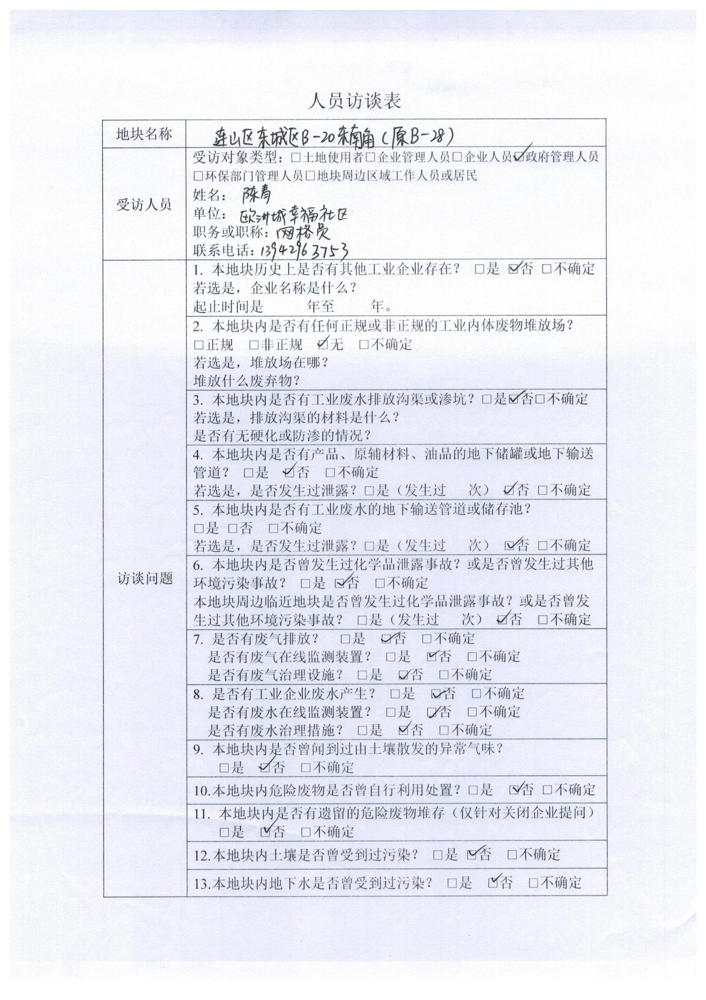 人员访谈表
地块名称
连山区东城区B-20东南角（原B-28）
受访人员
受访对象类型：□土地使用者□企业管理人员□企业人员☑政府管理人员
□环保部门管理人员□地块周边区域工作人员或居民
姓名： 陈青
单位： 欧洲城幸福社区
职务或职称：网格员
联系电话：13942963753
访谈问题
1. 本地块历史上是否有其他工业企业存在？ □是 ☑否 □不确定
若选是，企业名称是什么？
起止时间是 年至 年。
2. 本地块内是否有任何正规或非正规的工业内体废物堆放场？
□正规 □非正规 ☑无 □不确定
若选是，堆放场在哪？
堆放什么废弃物？
3. 本地块内是否有工业废水排放沟渠或渗坑？□是☑否□不确定
若选是，排放沟渠的材料是什么？
是否有无硬化或防渗的情况？
4. 本地块内是否有产品、原辅材料、油品的地下储罐或地下输送
管道？ □是 ☑否 □不确定
若选是，是否发生过泄露？□是（发生过 次） ☑否 □不确定
5. 本地块内是否有工业废水的地下输送管道或储存池？
□是 □否 □不确定
若选是，是否发生过泄露？□是（发生过 次） ☑否 □不确定
6. 本地块内是否曾发生过化学品泄露事故？或是否曾发生过其他
环境污染事故？ □是 ☑否 □不确定
本地块周边临近地块是否曾发生过化学品泄露事故？或是否曾发
生过其他环境污染事故？ □是（发生过 次） ☑否 □不确定
7. 是否有废气排放？ □是 ☑否 □不确定
是否有废气在线监测装置？ □是 ☑否 □不确定
是否有废气治理设施？ □是 ☑否 □不确定
8. 是否有工业企业废水产生？ □是 ☑否 □不确定
是否有废水在线监测装置？ □是 ☑否 □不确定
是否有废水治理措施？ □是 ☑否 □不确定
9. 本地块内是否曾闻到过由土壤散发的异常气味？
□是 ☑否 □不确定
10.本地块内危险废物是否曾自行利用处置？□是 ☑否 □不确定
11. 本地块内是否有遗留的危险废物堆存（仅针对关闭企业提问）
□是 ☑否 □不确定
12.本地块内土壤是否曾受到过污染？ □是 ☑否 □不确定
13.本地块内地下水是否曾受到过污染？ □是 ☑否 □不确定